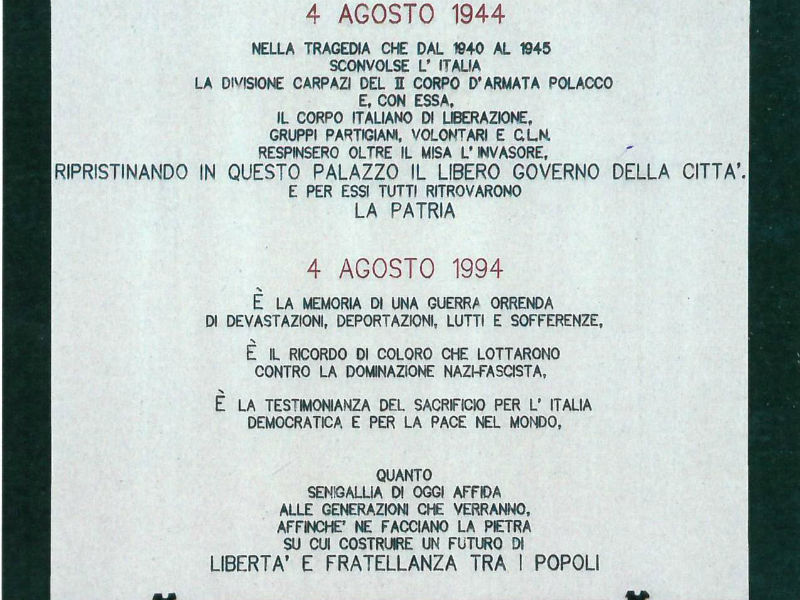 4 AGOSTO 1944
NELLA TRAGEDIA CHE DAL 1940 AL 1945
SCONVOLSE L' ITALIA
LA DIVISIONE CARPAZI DEL II CORPO D'ARMATA POLACCO
E, CON ESSA,
IL CORPO ITALIANO DI LIBERAZIONE,
GRUPPI PARTIGIANI, VOLONTARI E C.L.N.
RESPINSERO OLTRE IL MISA L'INVASORE,
RIPRISTINANDO IN QUESTO PALAZZO IL LIBERO GOVERNO DELLA CITTA'.
E PER ESSI TUTTI RITROVARONO
LA PATRIA
4 AGOSTO 1994
È LA MEMORIA DI UNA GUERRA ORRENDA
DI DEVASTAZIONI, DEPORTAZIONI, LUTTI E SOFFERENZE,
È IL RICORDO DI COLORO CHE LOTTARONO
CONTRO LA DOMINAZIONE NAZI-FASCISTA,
È LA TESTIMONIANZA DEL SACRIFICIO PER L' ITALIA
DEMOCRATICA E PER LA PACE NEL MONDO,
QUANTO
SENIGALLIA DI OGGI AFFIDA
ALLE GENERAZIONI CHE VERRANNO,
AFFINCHE' NE FACCIANO LA PIETRA
SU CUI COSTRUIRE UN FUTURO DI
LIBERTA' E FRATELLANZA TRA I POPOLI